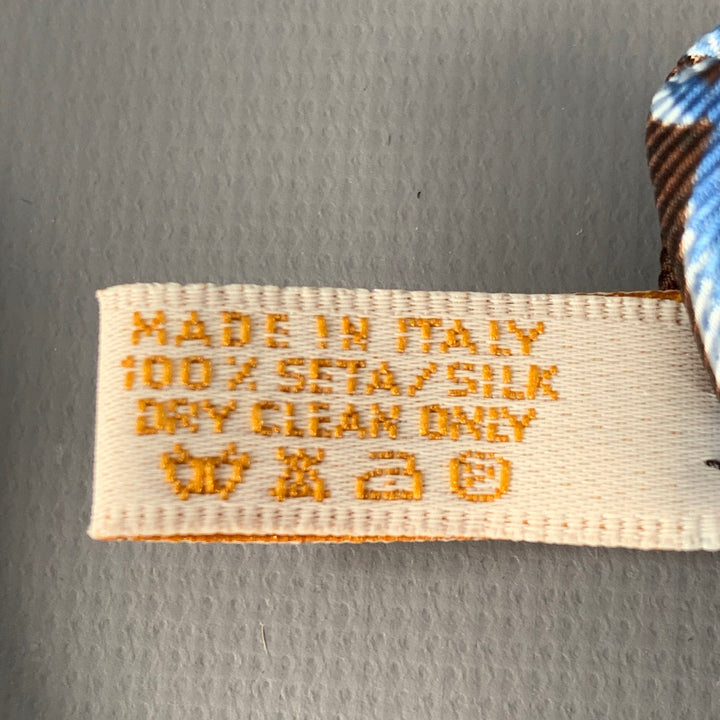 MADE IN ITALY
100% SETA/SILK
DRY CLEAN ONLY
P